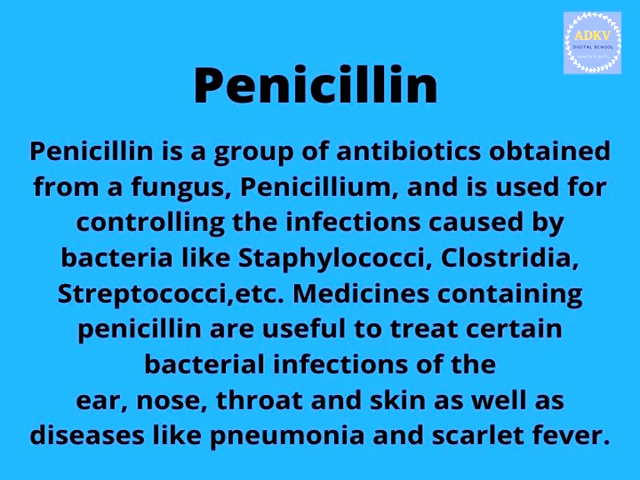 ADKV
DIGITAL SCHOOL
Penicillin
Penicillin is a group of antibiotics obtained
from a fungus, Penicillium, and is used for
controlling the infections caused by
bacteria like Staphylococci, Clostridia,
Streptococci,etc. Medicines containing
penicillin are useful to treat certain
bacterial infections of the
ear, nose, throat and skin as well as
diseases like pneumonia and scarlet fever.